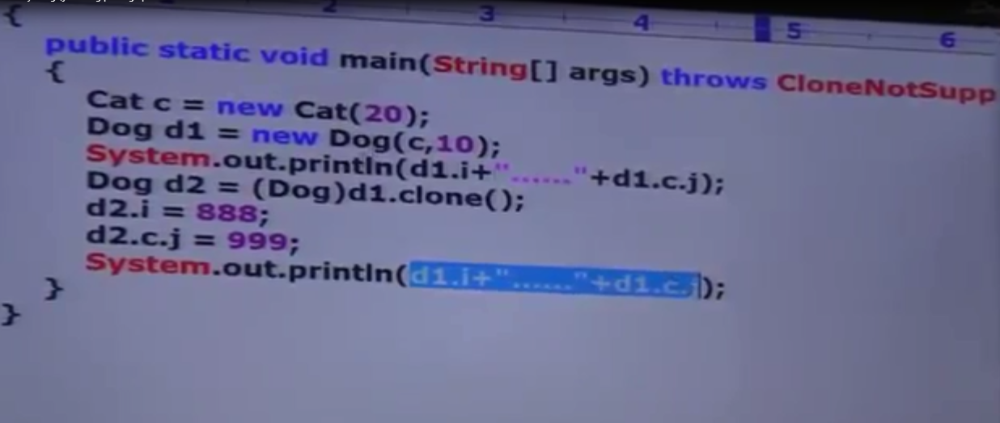 2 3 4 5 6
{
public static void main(String[] args) throws CloneNotSupp
{
Cat c = new Cat(20);
Dog d1 = new Dog(c,10);
System.out.println(d1.i+"......"+d1.c.j);
Dog d2 = (Dog)d1.clone();
d2.i = 888;
d2.c.j = 999;
System.out.println(d1.i+"......"+d1.c.j);
}
}